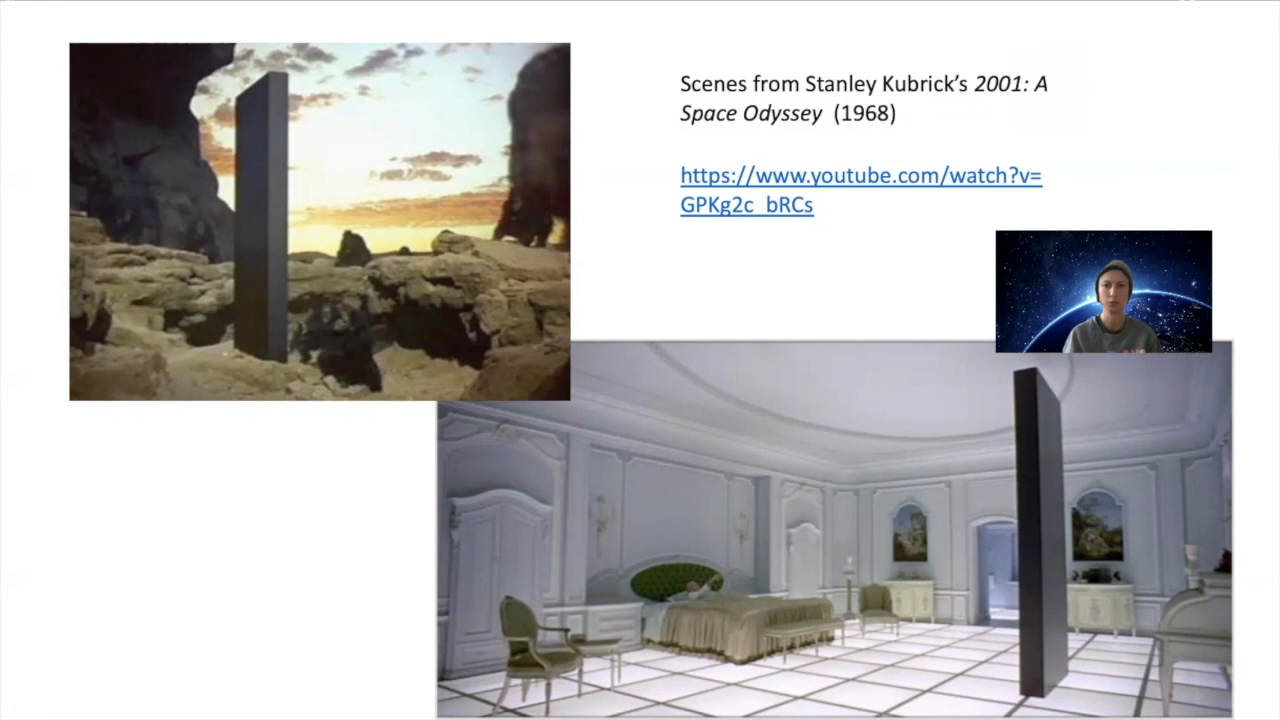 Scenes from Stanley Kubrick's 2001: A
Space Odyssey (1968)
https://www.youtube.com/watch?v=
GPKg2c_bRCs